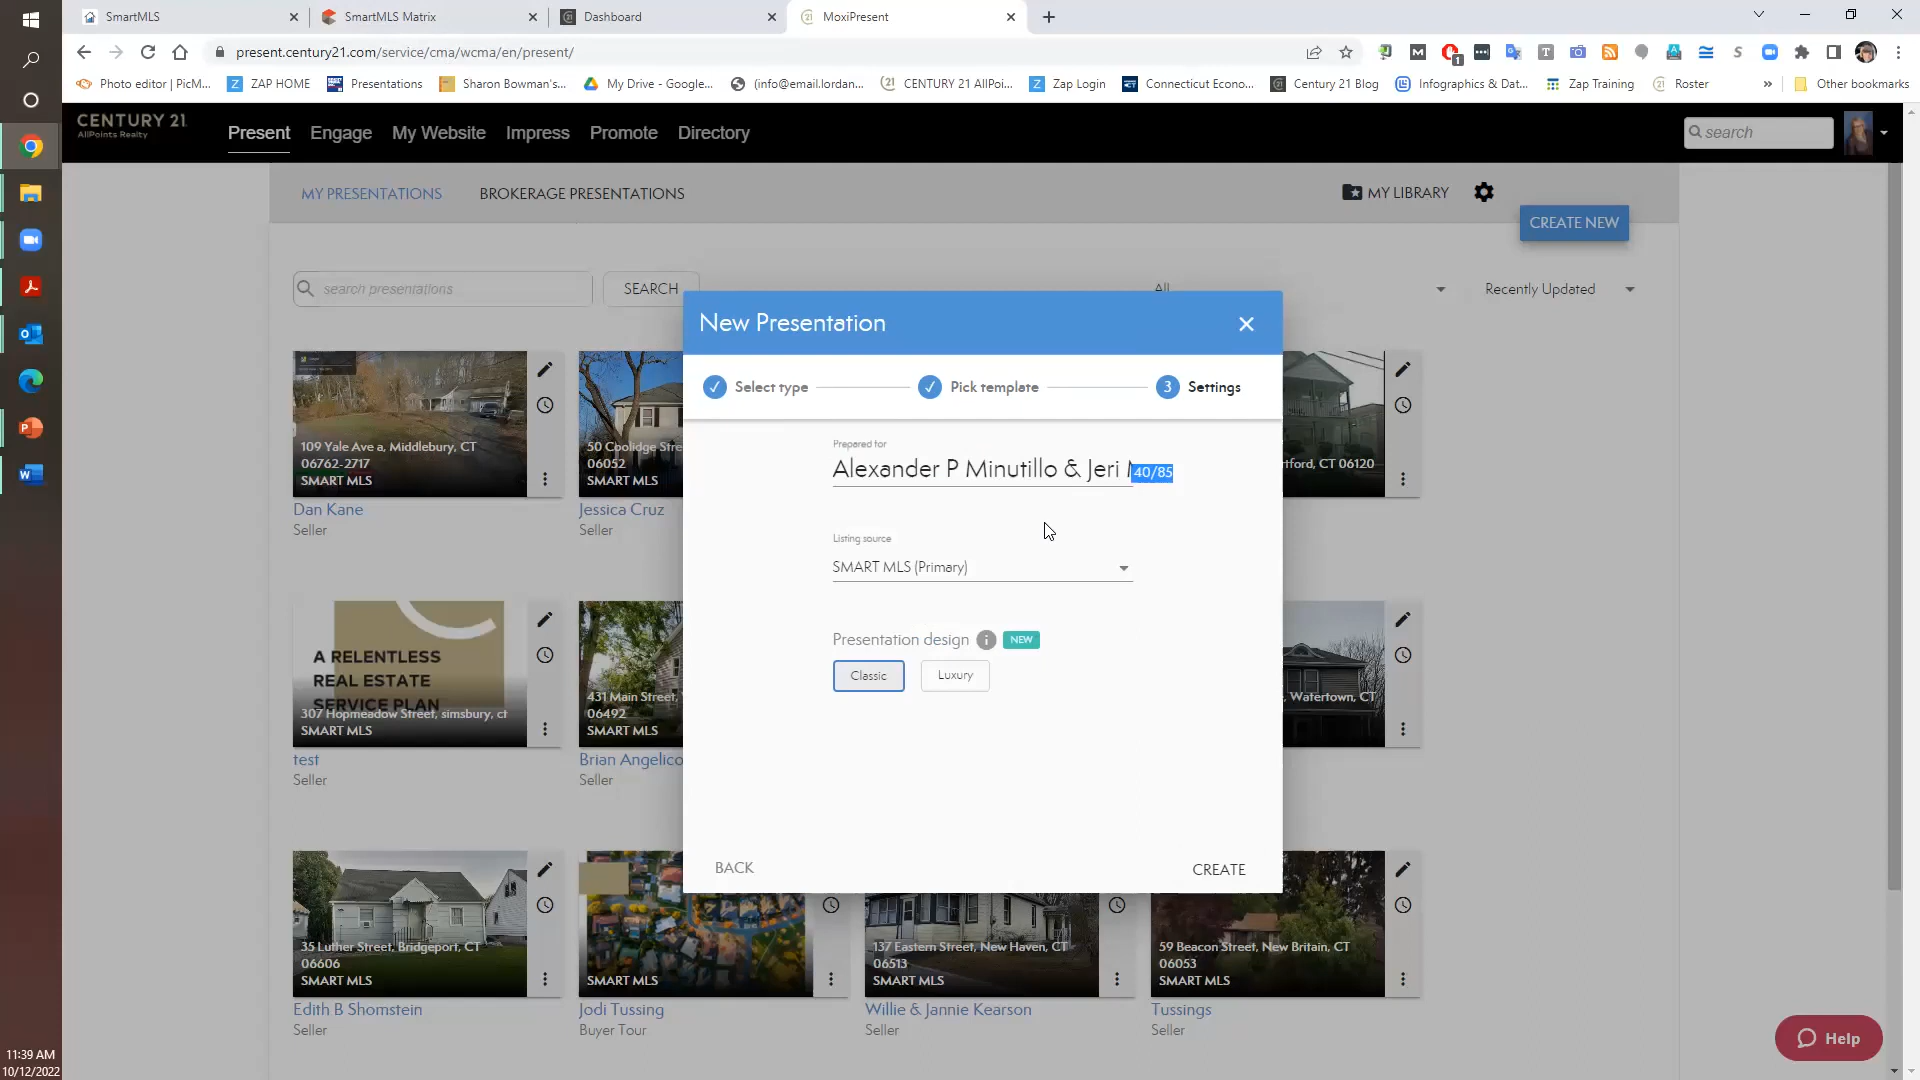 SmartMLS
SmartMLS Matrix
Dashboard
MoxiPresent
present.century21.com/service/cma/wcma/en/present/
1
Photo editor | PicM...
ZAP HOME
Presentations
Sharon Bowman's...
My Drive - Google...
(info@email.lordan...
CENTURY 21 AllPoi...
Zap Login
Connecticut Econo...
Century 21 Blog
Infographics & Dat...
Zap Training
Roster
»
Other bookmarks
CENTURY 21.
AllPoints Realty
Present
Engage
My Website
Impress
Promote
Directory
search
MY PRESENTATIONS
BROKERAGE PRESENTATIONS
MY LIBRARY
CREATE NEW
search presentations
SEARCH
All
Recently Updated
New Presentation
Select type
Pick template
3 Settings
Prepared for
Alexander P Minutillo & Jeri
40/85
Listing source
SMART MLS (Primary)
Presentation design
NEW
Classic
Luxury
BACK
CREATE
109 Yale Ave a, Middlebury, CT
06762-2717
SMART MLS
Dan Kane
Seller
50 Coolidge Stre
06052
SMART MLS
Jessica Cruz
Seller
tford, CT 06120
A RELENTLESS
REAL ESTATE
SERVICE PLAN
307 Hopmeadow Street, simsbury, ct
SMART MLS
test
Seller
431 Main Street,
06492
SMART MLS
Brian Angelico
Seller
, Watertown, CT
35 Luther Street, Bridgeport, CT
06606
SMART MLS
Edith B Shomstein
Seller
SMART MLS
Jodi Tussing
Buyer Tour
137 Eastern Street, New Haven, CT
06513
SMART MLS
Willie & Jannie Kearson
Seller
59 Beacon Street, New Britain, CT
06053
SMART MLS
Tussings
Seller
Help
11:39 AM
10/12/2022